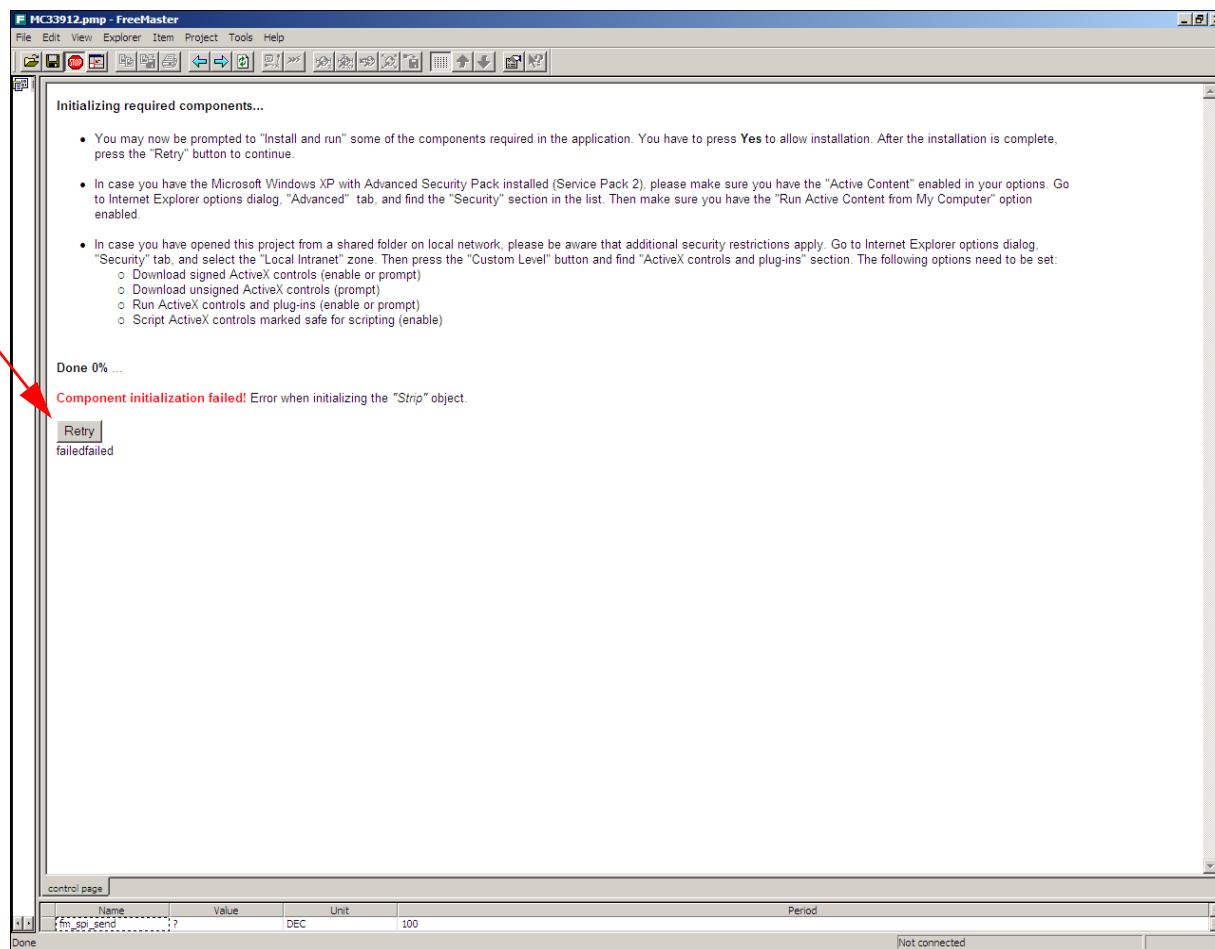 MC33912.pmp - FreeMaster
File Edit View Explorer Item Project Tools Help
STOP
Initializing required components...
You may now be prompted to "Install and run" some of the components required in the application. You have to press Yes to allow installation. After the installation is complete,
press the "Retry" button to continue.
In case you have the Microsoft Windows XP with Advanced Security Pack installed (Service Pack 2), please make sure you have the "Active Content" enabled in your options. Go
to Internet Explorer options dialog, "Advanced" tab, and find the "Security" section in the list. Then make sure you have the "Run Active Content from My Computer" option
enabled.
In case you have opened this project from a shared folder on local network, please be aware that additional security restrictions apply. Go to Internet Explorer options dialog,
"Security" tab, and select the "Local Intranet" zone. Then press the "Custom Level" button and find "ActiveX controls and plug-ins" section. The following options need to be set:
Download signed ActiveX controls (enable or prompt)
Download unsigned ActiveX controls (prompt)
Run ActiveX controls and plug-ins (enable or prompt)
Script ActiveX controls marked safe for scripting (enable)
Done 0% ...
Component initialization failed! Error when initializing the "Strip" object.
Retry
failedfailed
control page
Name Value Unit Period
fm_spi_send ? DEC 100
Done Not connected